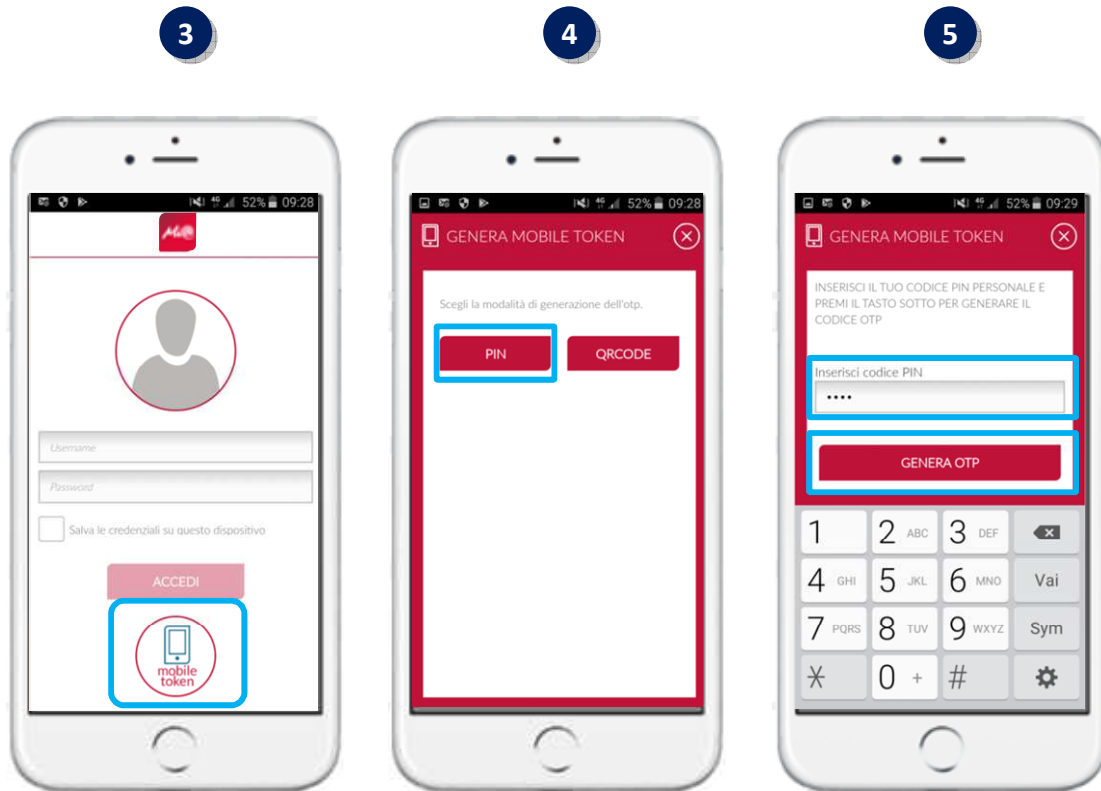 3
4
5
4G 52% 09:28
Username
Password
Salva le credenziali su questo dispositivo
ACCEDI
mobile
token
4G 52% 09:28
GENERA MOBILE TOKEN
Scegli la modalità di generazione dell'otp.
PIN QRCODE
4G 52% 09:29
GENERA MOBILE TOKEN
INSERISCI IL TUO CODICE PIN PERSONALE E
PREMI IL TASTO SOTTO PER GENERARE IL
CODICE OTP
Inserisci codice PIN
••••
GENERA OTP
1 2 ABC 3 DEF
4 GHI 5 JKL 6 MNO Vai
7 PQRS 8 TUV 9 WXYZ Sym
* 0 + #